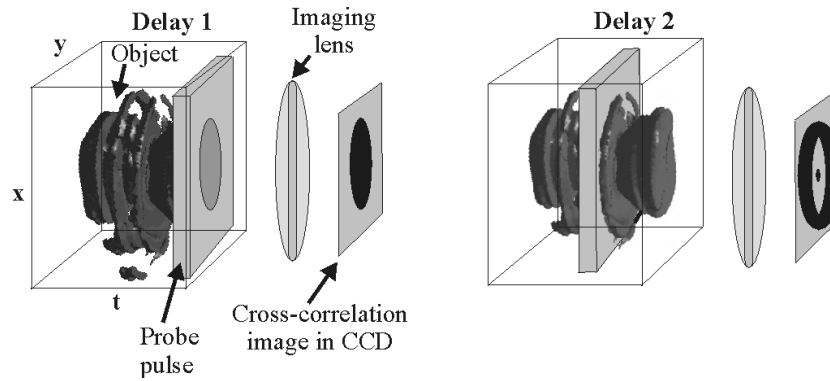 Delay 1
Imaging
lens
y
Object
x
t
Probe
pulse
Cross-correlation
image in CCD
Delay 2